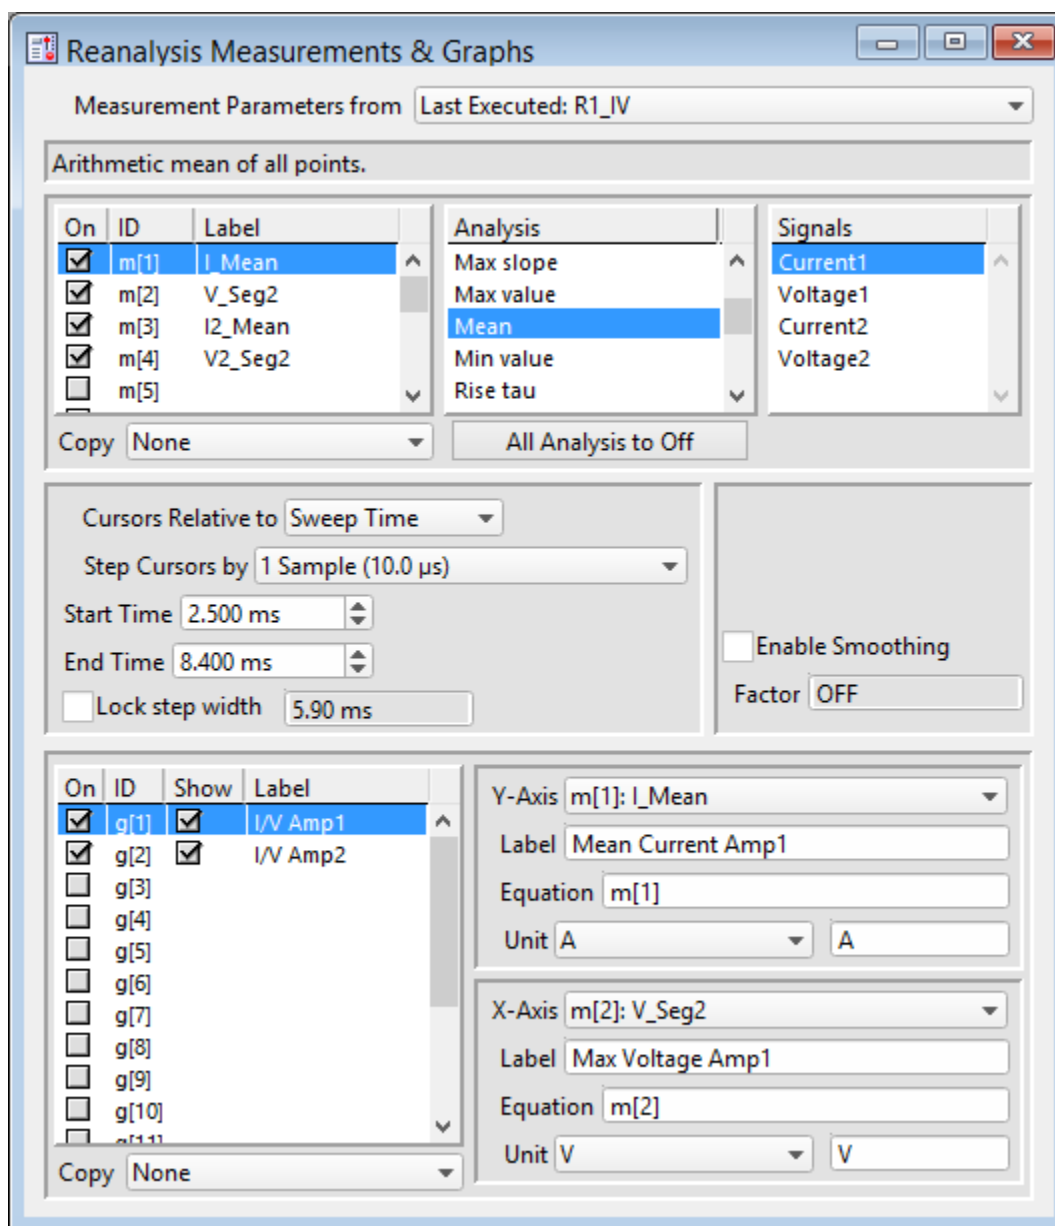 Reanalysis Measurements & Graphs
Measurement Parameters from Last Executed: R1_IV
Arithmetic mean of all points.
On ID Label
m[1] I_Mean
m[2] V_Seg2
m[3] I2_Mean
m[4] V2_Seg2
m[5]
Copy None
Analysis
Max slope
Max value
Mean
Min value
Rise tau
All Analysis to Off
Signals
Current1
Voltage1
Current2
Voltage2
Cursors Relative to Sweep Time
Step Cursors by 1 Sample (10.0 µs)
Start Time 2.500 ms
End Time 8.400 ms
Lock step width 5.90 ms
Enable Smoothing
Factor OFF
On ID Show Label
g[1] I/V Amp1
g[2] I/V Amp2
g[3]
g[4]
g[5]
g[6]
g[7]
g[8]
g[9]
g[10]
g[11]
Copy None
Y-Axis m[1]: I_Mean
Label Mean Current Amp1
Equation m[1]
Unit A A
X-Axis m[2]: V_Seg2
Label Max Voltage Amp1
Equation m[2]
Unit V V